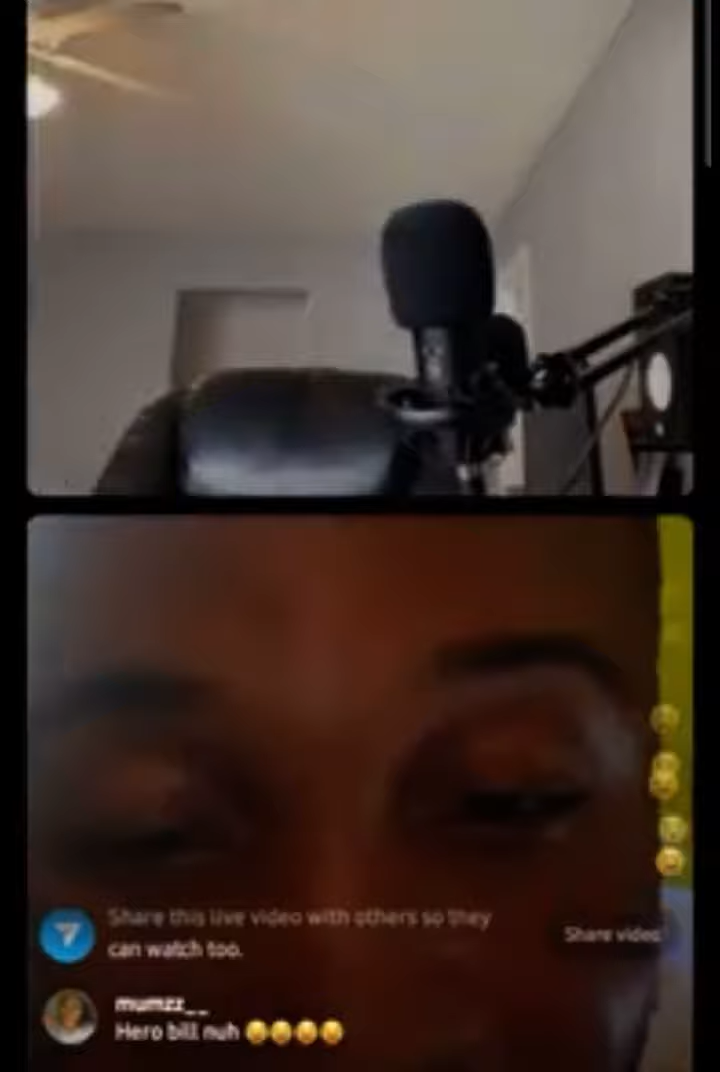 Share this live video with others so they
can watch too.
Share video
mumzz__
Hero bill nuh 😂😂😂😂